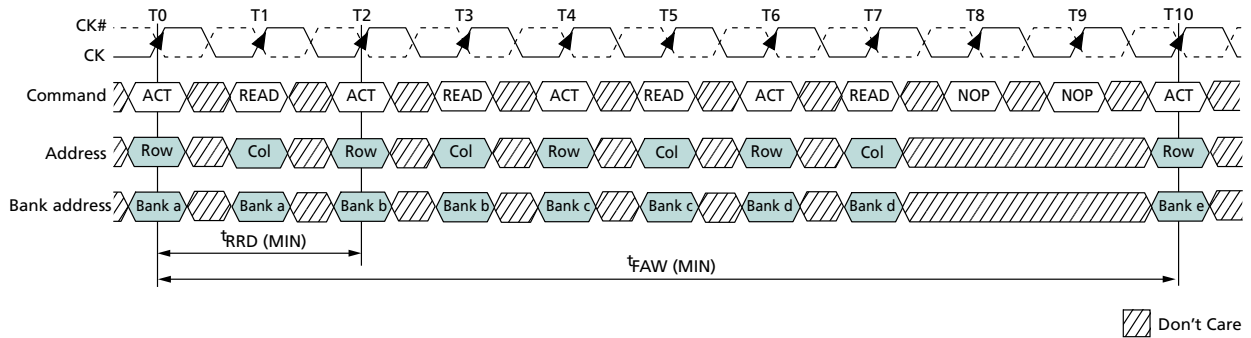 T0 T1 T2 T3 T4 T5 T6 T7 T8 T9 T10
CK#
CK
Command ACT READ ACT READ ACT READ ACT READ NOP NOP ACT
Address Row Col Row Col Row Col Row Col Row
Bank address Bank a Bank a Bank b Bank b Bank c Bank c Bank d Bank d Bank e
tRRD (MIN)
tFAW (MIN)
Don't Care